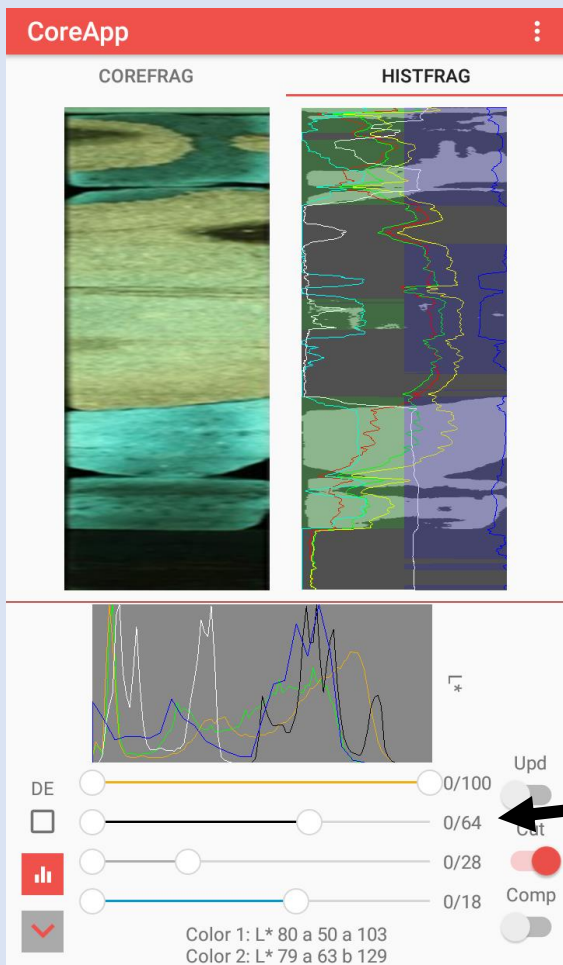 CoreApp
COREFRAG HISTFRAG
L*
DE
0/100
Upd
0/64
Cut
0/28
0/18
Comp
Color 1: L* 80 a 50 a 103
Color 2: L* 79 a 63 b 129